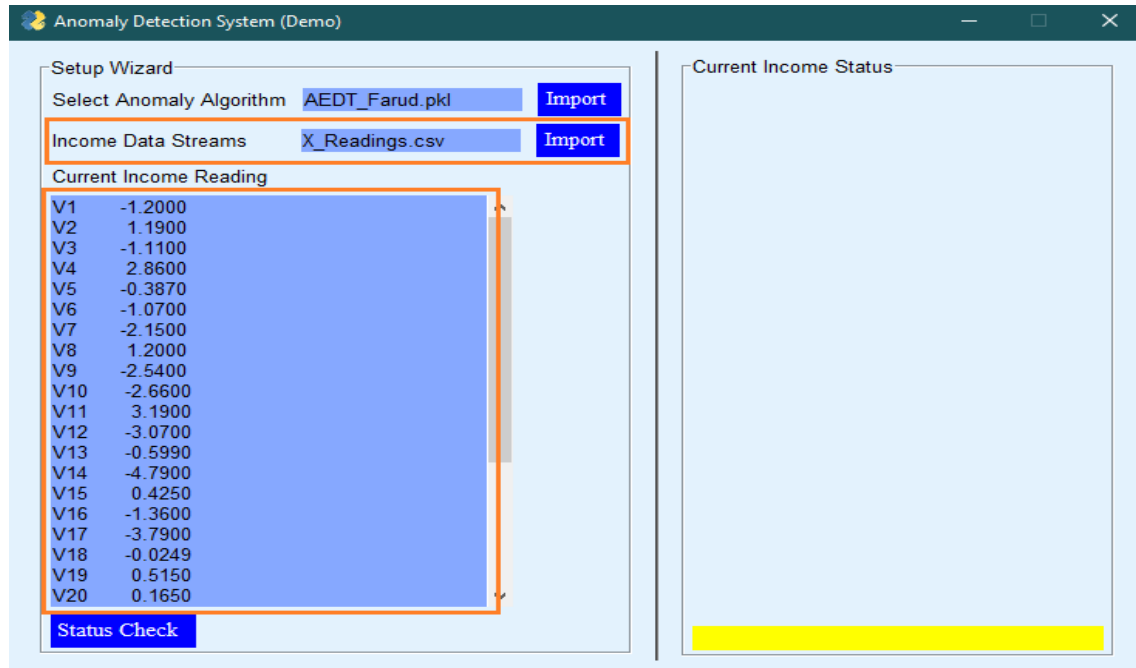 Anomaly Detection System (Demo)
Setup Wizard
Select Anomaly Algorithm AEDT_Farud.pkl Import
Income Data Streams X_Readings.csv Import
Current Income Reading
V1 -1.2000
V2 1.1900
V3 -1.1100
V4 2.8600
V5 -0.3870
V6 -1.0700
V7 -2.1500
V8 1.2000
V9 -2.5400
V10 -2.6600
V11 3.1900
V12 -3.0700
V13 -0.5990
V14 -4.7900
V15 0.4250
V16 -1.3600
V17 -3.7900
V18 -0.0249
V19 0.5150
V20 0.1650
Status Check
Current Income Status